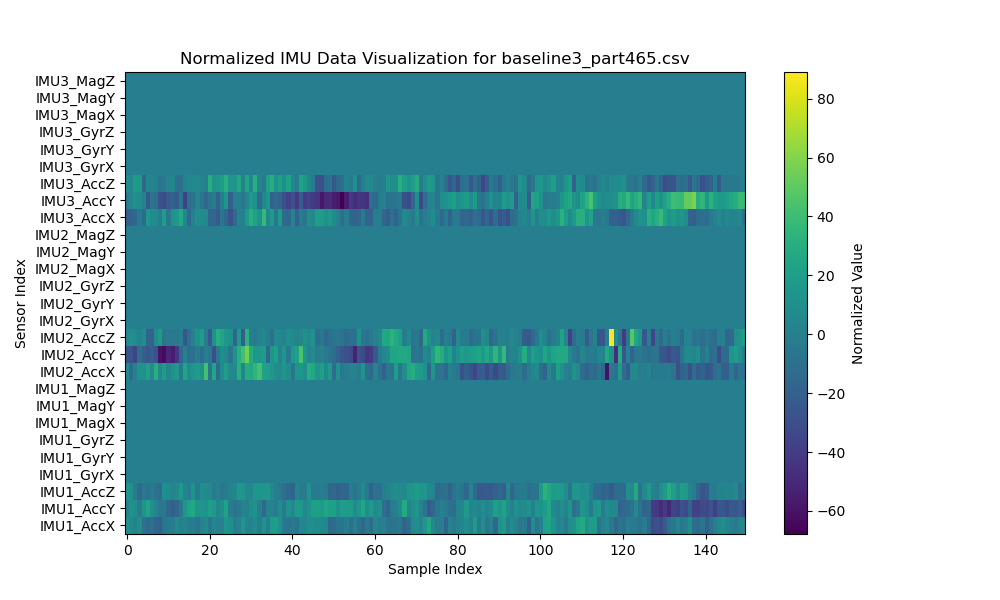 Normalized IMU Data Visualization for baseline3_part465.csv
IMU3_MagZ
IMU3_MagY
IMU3_MagX
IMU3_GyrZ
IMU3_GyrY
IMU3_GyrX
IMU3_AccZ
IMU3_AccY
IMU3_AccX
IMU2_MagZ
IMU2_MagY
IMU2_MagX
IMU2_GyrZ
IMU2_GyrY
IMU2_GyrX
IMU2_AccZ
IMU2_AccY
IMU2_AccX
IMU1_MagZ
IMU1_MagY
IMU1_MagX
IMU1_GyrZ
IMU1_GyrY
IMU1_GyrX
IMU1_AccZ
IMU1_AccY
IMU1_AccX
Sensor Index
0 20 40 60 80 100 120 140
Sample Index
80
60
40
20
0
−20
−40
−60
Normalized Value